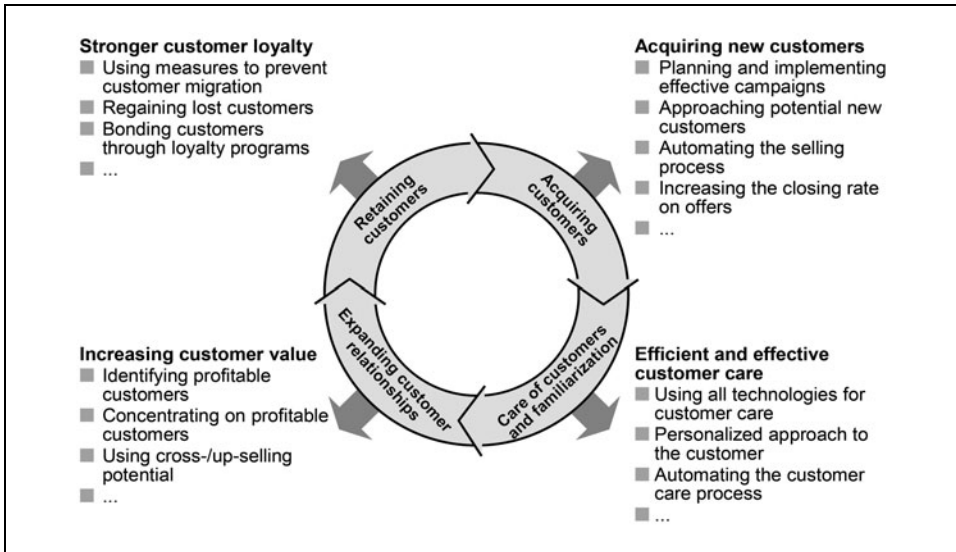 Stronger customer loyalty
Using measures to prevent
customer migration
Regaining lost customers
Bonding customers
through loyalty programs
...
Acquiring new customers
Planning and implementing
effective campaigns
Approaching potential new
customers
Automating the selling
process
Increasing the closing rate
on offers
...
Retaining
customers
Acquiring
customers
Expanding customer
relationships
Care of customers
and familiarization
Increasing customer value
Identifying profitable
customers
Concentrating on profitable
customers
Using cross-/up-selling
potential
...
Efficient and effective
customer care
Using all technologies for
customer care
Personalized approach to
the customer
Automating the customer
care process
...